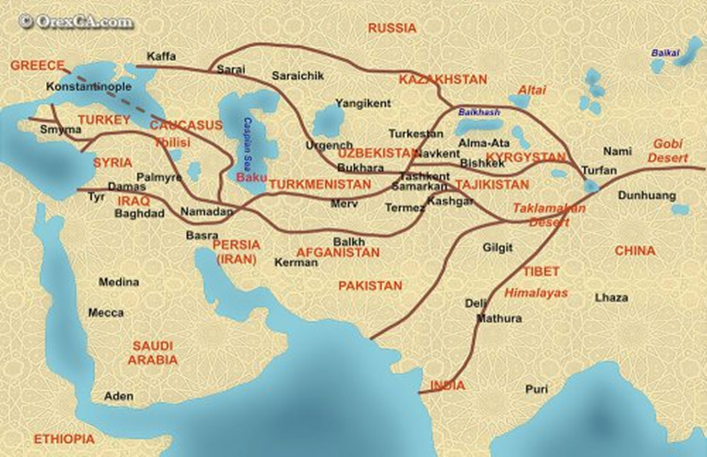 © OrexGA.com
RUSSIA
Kaffa
GREECE
Sarai
Saraichik
Baikal
KAZAKHSTAN
Konstantinople
Altai
Yangikent
Balkhash
TURKEY
CAUCASUS
Caspian Sea
Smyrna
Turkestan
Tbilisi
Urgench
Alma-Ata
Gobi
Desert
UZBEKISTAN
Navkent
KYRGYSTAN
Nami
SYRIA
Bishkek
Bukhara
Turfan
Palmyre
Baku
Tashkent
TURKMENISTAN
Samarkan
TAJIKISTAN
Damas
Tyr
IRAQ
Dunhuang
Merv
Kashgar
Baghdad
Namadan
Termez
Taklamakan
Desert
Basra
Balkh
PERSIA
(IRAN)
Gilgit
AFGANISTAN
CHINA
Kerman
TIBET
Medina
PAKISTAN
Himalayas
Lhaza
Mecca
Deli
Mathura
SAUDI
ARABIA
INDIA
Puri
Aden
ETHIOPIA